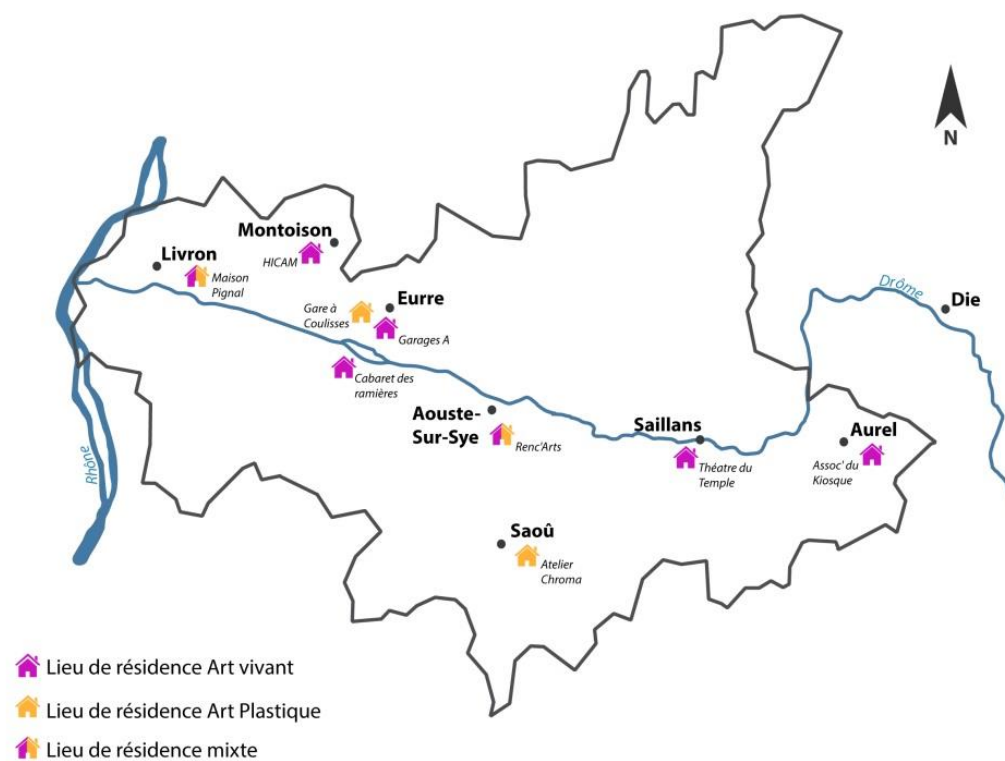 N
Montoison
HICAM
Livron
Maison
Pignal
Rhône
Gare à
Coulisses
Eurre
Garages A
Cabaret des
ramières
Drôme
Die
Aouste-
Sur-Sye
Renc'Arts
Saillans
Théatre du
Temple
Aurel
Assoc' du
Kiosque
Saoû
Atelier
Chroma
Lieu de résidence Art vivant
Lieu de résidence Art Plastique
Lieu de résidence mixte